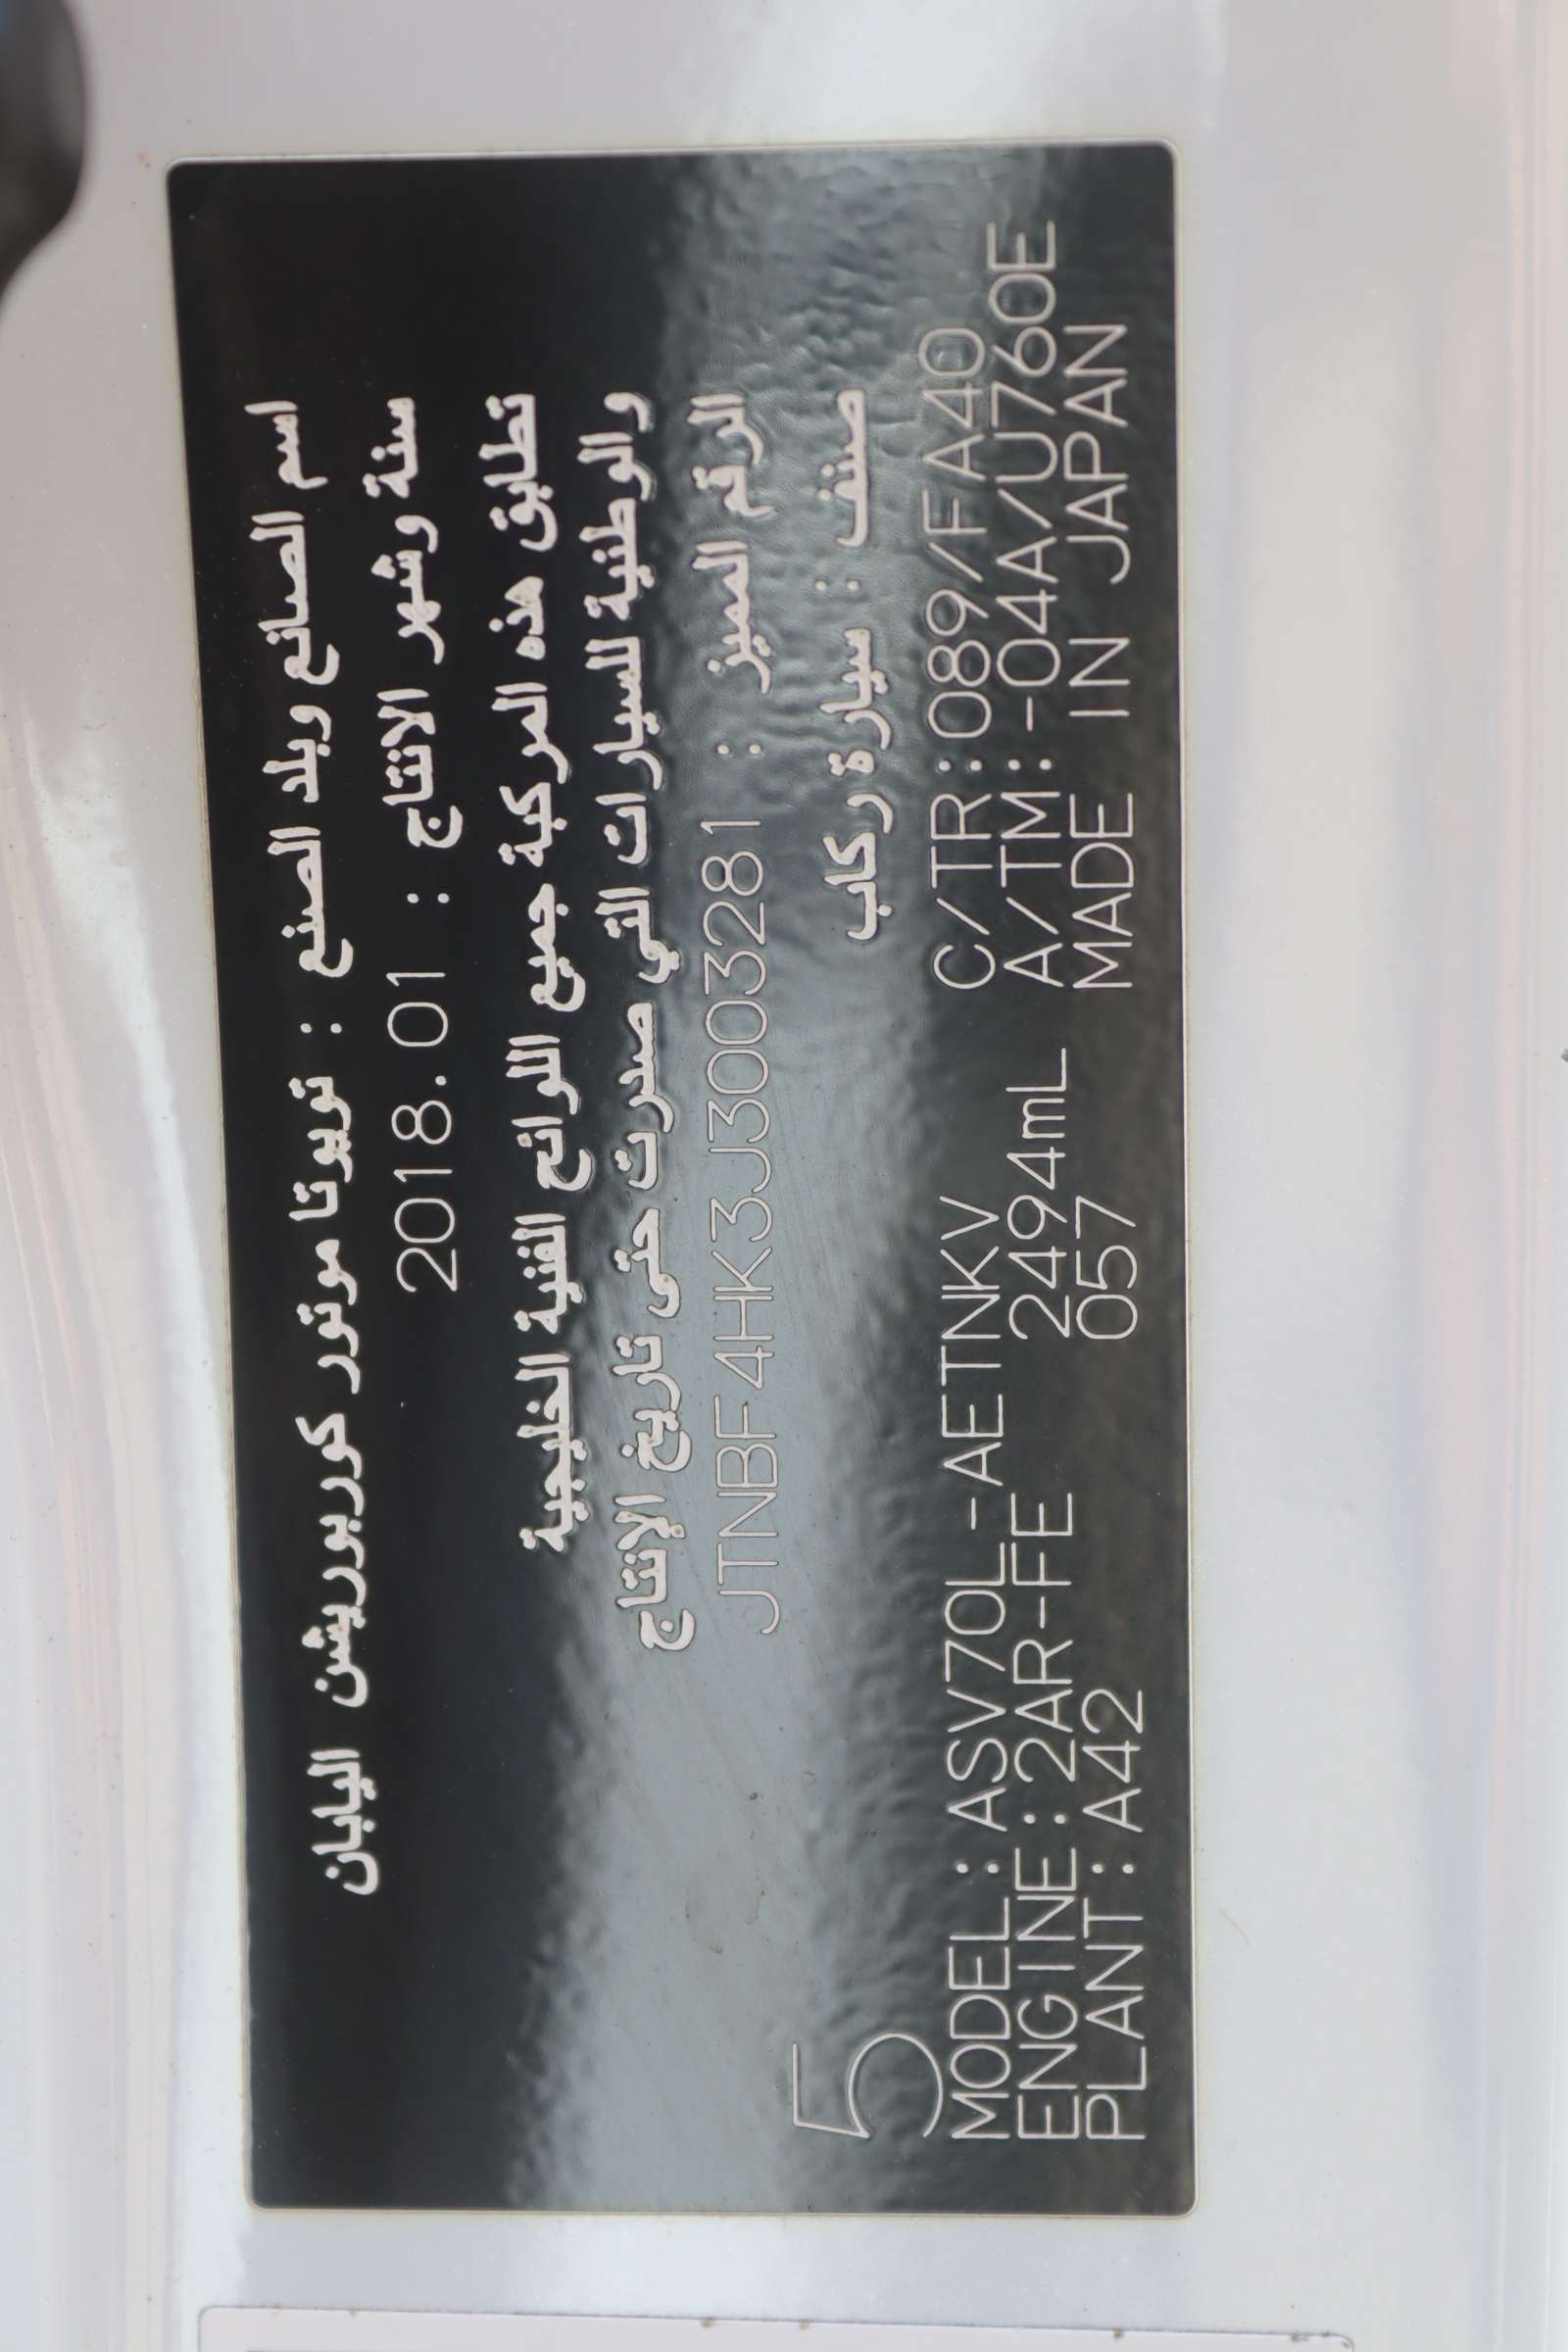 اسم الصانع وبلد الصنع : تويوتا موتور كوربوريشن اليابان
سنة وشهر الانتاج : 2018.01
تطابق هذه المركبة جميع اللوائح الفنية الخليجية
والوطنية للسيارات التي صدرت حتى تاريخ الانتاج
الرقم المميز : JTNBF4HK3J3003281
صنف : سيارة ركاب
5
MODEL:ASV70L-AETNKV C/TR:089/FA40
ENGINE:2AR-FE 2494mL A/TM:-04A/U760E
PLANT:A42 057 MADE IN JAPAN